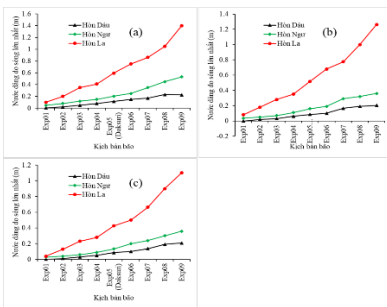 (a)
Hòn Dáu
Hòn Ngư
Hòn La
Nước dâng do sóng lớn nhất (m)
1.6
1.4
1.2
1
0.8
0.6
0.4
0.2
0
Exp01
Exp02
Exp03
Exp04
Exp05
(Doksuri)
Exp06
Exp07
Exp08
Exp09
Kịch bản bão
(b)
Hòn Dáu
Hòn Ngư
Hòn La
Nước dâng do sóng lớn nhất (m)
1.4
1.2
1
0.8
0.6
0.4
0.2
0
-0.2
Exp01
Exp02
Exp03
Exp04
Exp05
Exp06
Exp07
Exp08
Exp09
Kịch bản bão
(c)
Hòn Dáu
Hòn Ngư
Hòn La
Nước dâng do sóng lớn nhất (m)
1.2
1
0.8
0.6
0.4
0.2
0
Exp01
Exp02
Exp03
Exp04
Exp05
(Doksuri)
Exp06
Exp07
Exp08
Exp09
Kịch bản bão